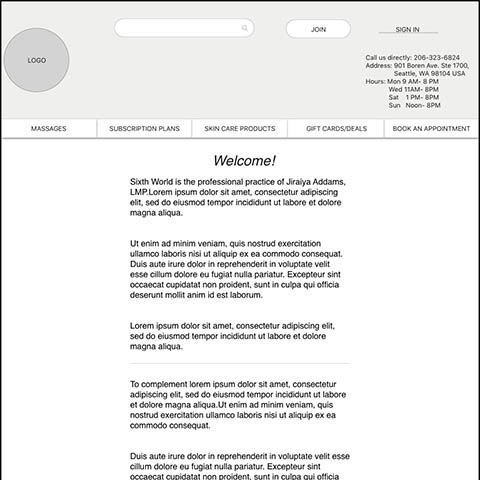 LOGO
JOIN
SIGN IN
Call us directly: 206-323-6824
Address: 901 Boren Ave. Ste 1700,
Seattle, WA 98104 USA
Hours: Mon 9 AM- 8 PM
Wed 11AM- 8PM
Sat 1 PM- 8PM
Sun Noon- 8PM
MASSAGES
SUBSCRIPTION PLANS
SKIN CARE PRODUCTS
GIFT CARDS/DEALS
BOOK AN APPOINTMENT
Welcome!
Sixth World is the professional practice of Jiraiya Addams,
LMP.Lorem ipsum dolor sit amet, consectetur adipiscing
elit, sed do eiusmod tempor incididunt ut labore et dolore
magna aliqua.
Ut enim ad minim veniam, quis nostrud exercitation
ullamco laboris nisi ut aliquip ex ea commodo consequat.
Duis aute irure dolor in reprehenderit in voluptate velit
esse cillum dolore eu fugiat nulla pariatur. Excepteur sint
occaecat cupidatat non proident, sunt in culpa qui officia
deserunt mollit anim id est laborum.
Lorem ipsum dolor sit amet, consectetur adipiscing elit,
sed do eiusmod tempor incididunt ut labore et dolore
magna aliqua.
To complement lorem ipsum dolor sit amet, consectetur
adipiscing elit, sed do eiusmod tempor incididunt ut labore
et dolore magna aliqua.Ut enim ad minim veniam, quis
nostrud exercitation ullamco laboris nisi ut aliquip ex ea
commodo consequat.
Duis aute irure dolor in reprehenderit in voluptate velit esse
cillum dolore eu fugiat nulla pariatur. Excepteur sint
occaecat cupidatat non proident, sunt in culpa qui officia